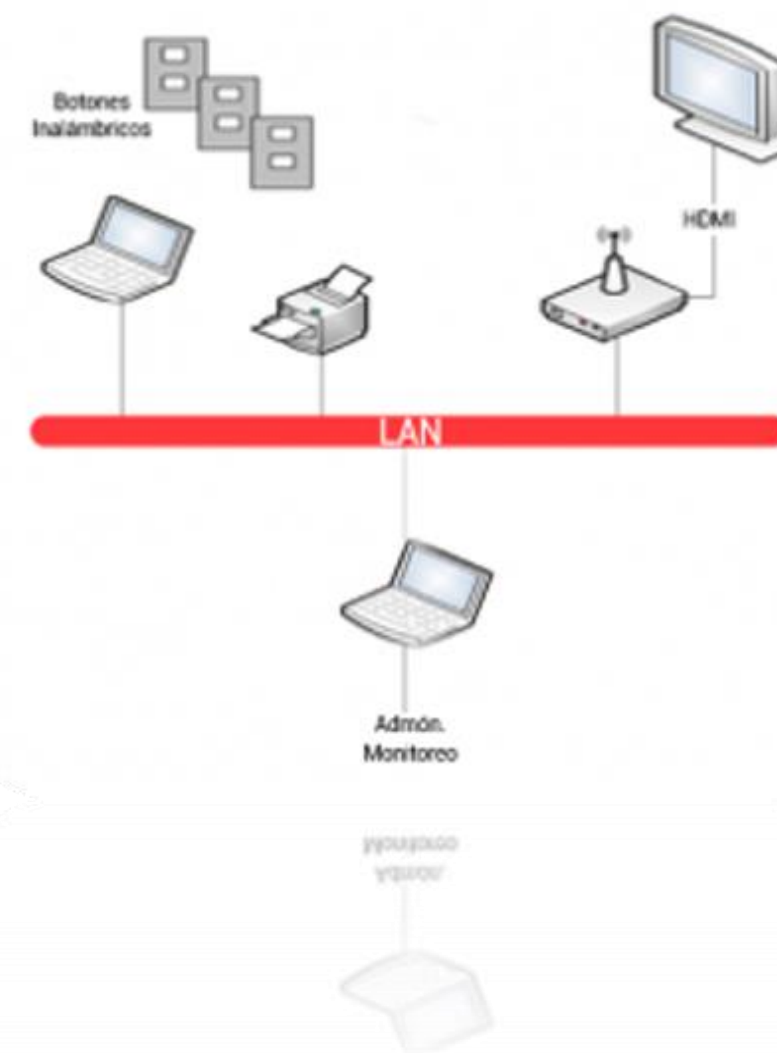 Botones
Inalámbricos
HDMI
LAN
Admón.
Monitoreo